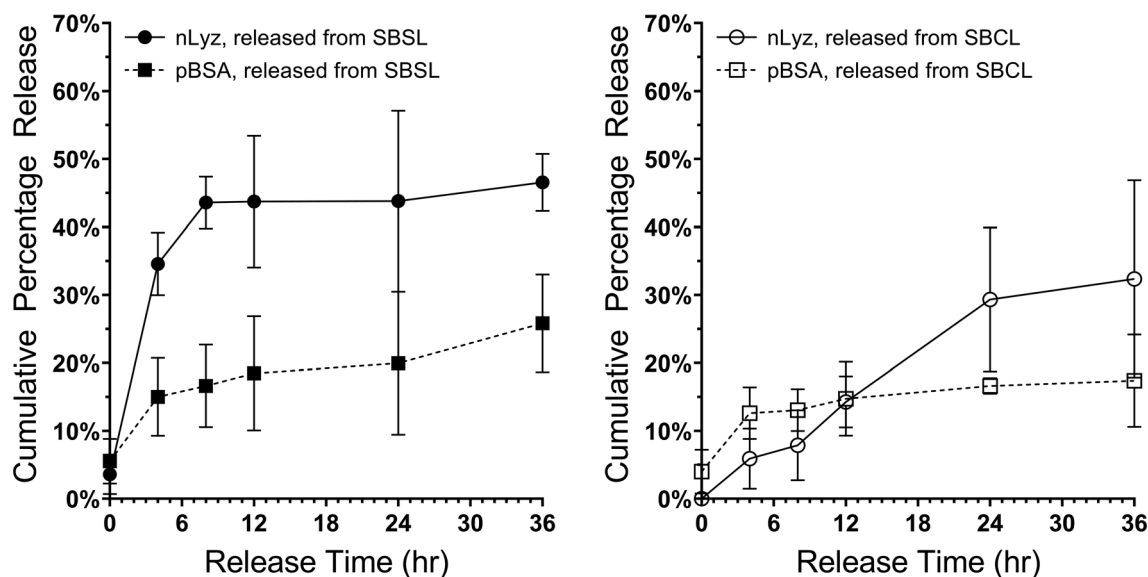 Cumulative Percentage Release
70%
60%
50%
40%
30%
20%
10%
0%
nLyz, released from SBSL
pBSA, released from SBSL
0 6 12 18 24 30 36
Release Time (hr)
Cumulative Percentage Release
70%
60%
50%
40%
30%
20%
10%
0%
nLyz, released from SBCL
pBSA, released from SBCL
0 6 12 18 24 30 36
Release Time (hr)